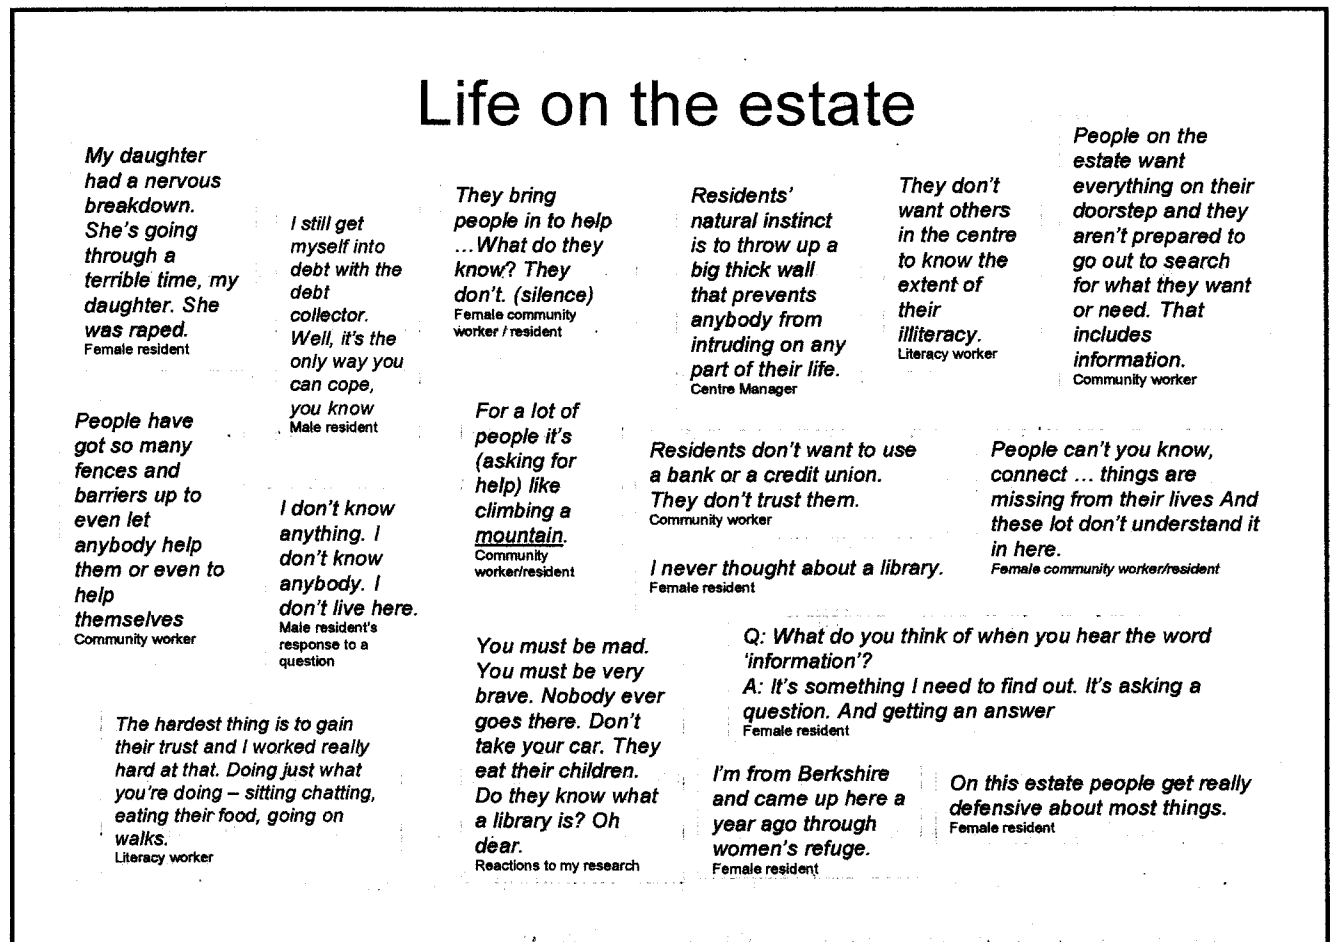 Life on the estate
My daughter
had a nervous
breakdown.
She's going
through a
terrible time, my
daughter. She
was raped.
Female resident
I still get
myself into
debt with the
debt
collector.
Well, it's the
only way you
can cope,
you know
Male resident
They bring
people in to help
...What do they
know? They
don't. (silence)
Female community
worker / resident
Residents'
natural instinct
is to throw up a
big thick wall
that prevents
anybody from
intruding on any
part of their life.
Centre Manager
They don't
want others
in the centre
to know the
extent of
their
illiteracy.
Literacy worker
People on the
estate want
everything on their
doorstep and they
aren't prepared to
go out to search
for what they want
or need. That
includes
information.
Community worker
People have
got so many
fences and
barriers up to
even let
anybody help
them or even to
help
themselves
Community worker
I don't know
anything. I
don't know
anybody. I
don't live here.
Male resident's
response to a
question
For a lot of
people it's
(asking for
help) like
climbing a
mountain.
Community
worker/resident
Residents don't want to use
a bank or a credit union.
They don't trust them.
Community worker
I never thought about a library.
Female resident
People can't you know,
connect ... things are
missing from their lives And
these lot don't understand it
in here.
Female community worker/resident
The hardest thing is to gain
their trust and I worked really
hard at that. Doing just what
you're doing – sitting chatting,
eating their food, going on
walks.
Literacy worker
You must be mad.
You must be very
brave. Nobody ever
goes there. Don't
take your car. They
eat their children.
Do they know what
a library is? Oh
dear.
Reactions to my research
Q: What do you think of when you hear the word
'information'?
A: It's something I need to find out. It's asking a
question. And getting an answer
Female resident
I'm from Berkshire
and came up here a
year ago through
women's refuge.
Female resident
On this estate people get really
defensive about most things.
Female resident